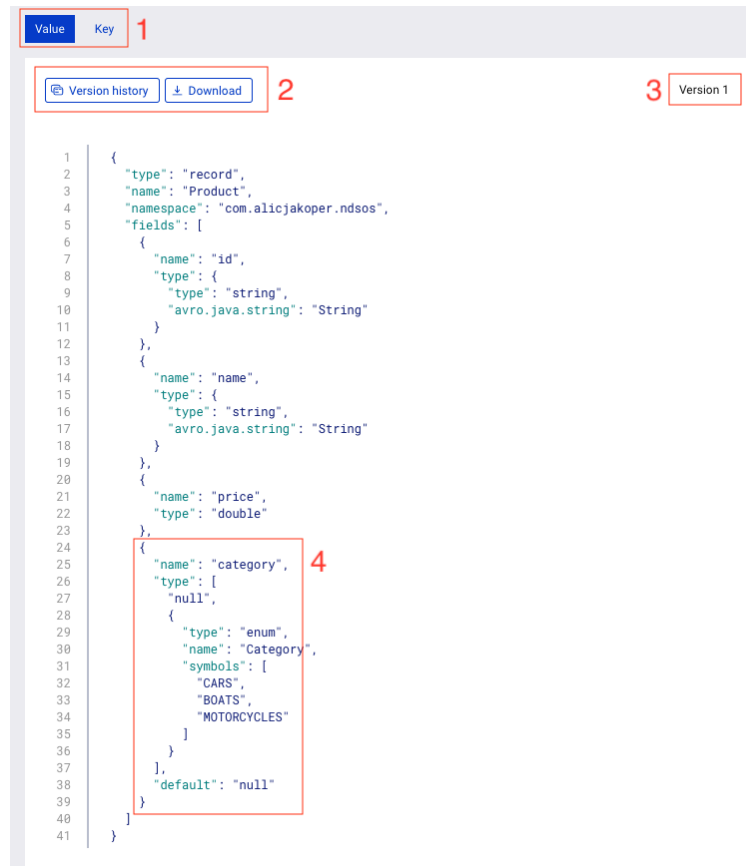 Value Key 1
Version history Download 2 3 Version 1
1 {
2 "type": "record",
3 "name": "Product",
4 "namespace": "com.alicjakoper.ndsos",
5 "fields": [
6 {
7 "name": "id",
8 "type": {
9 "type": "string",
10 "avro.java.string": "String"
11 }
12 },
13 {
14 "name": "name",
15 "type": {
16 "type": "string",
17 "avro.java.string": "String"
18 }
19 },
20 {
21 "name": "price",
22 "type": "double"
23 },
24 {
25 "name": "category", 4
26 "type": [
27 "null",
28 {
29 "type": "enum",
30 "name": "Category",
31 "symbols": [
32 "CARS",
33 "BOATS",
34 "MOTORCYCLES"
35 ]
36 }
37 ],
38 "default": "null"
39 }
40 ]
41 }